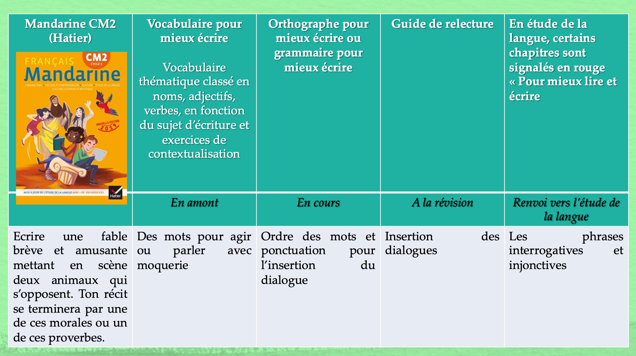 Mandarine CM2
(Hatier)
FRANÇAIS
CM2
Mandarine
Hatier
Vocabulaire pour
mieux écrire
Vocabulaire
thématique classé en
noms, adjectifs,
verbes, en fonction
du sujet d'écriture et
exercices de
contextualisation
Orthographe pour
mieux écrire ou
grammaire pour
mieux écrire
Guide de relecture
En étude de la
langue, certains
chapitres sont
signalés en rouge
« Pour mieux lire et
écrire
En amont
En cours
A la révision
Renvoi vers l'étude de
la langue
Ecrire une fable
brève et amusante
mettant en scène
deux animaux qui
s'opposent. Ton récit
se terminera par une
de ces morales ou un
de ces proverbes.
Des mots pour agir
ou parler avec
moquerie
Ordre des mots et
ponctuation pour
l'insertion du
dialogue
Insertion des
dialogues
Les phrases
interrogatives et
injonctives